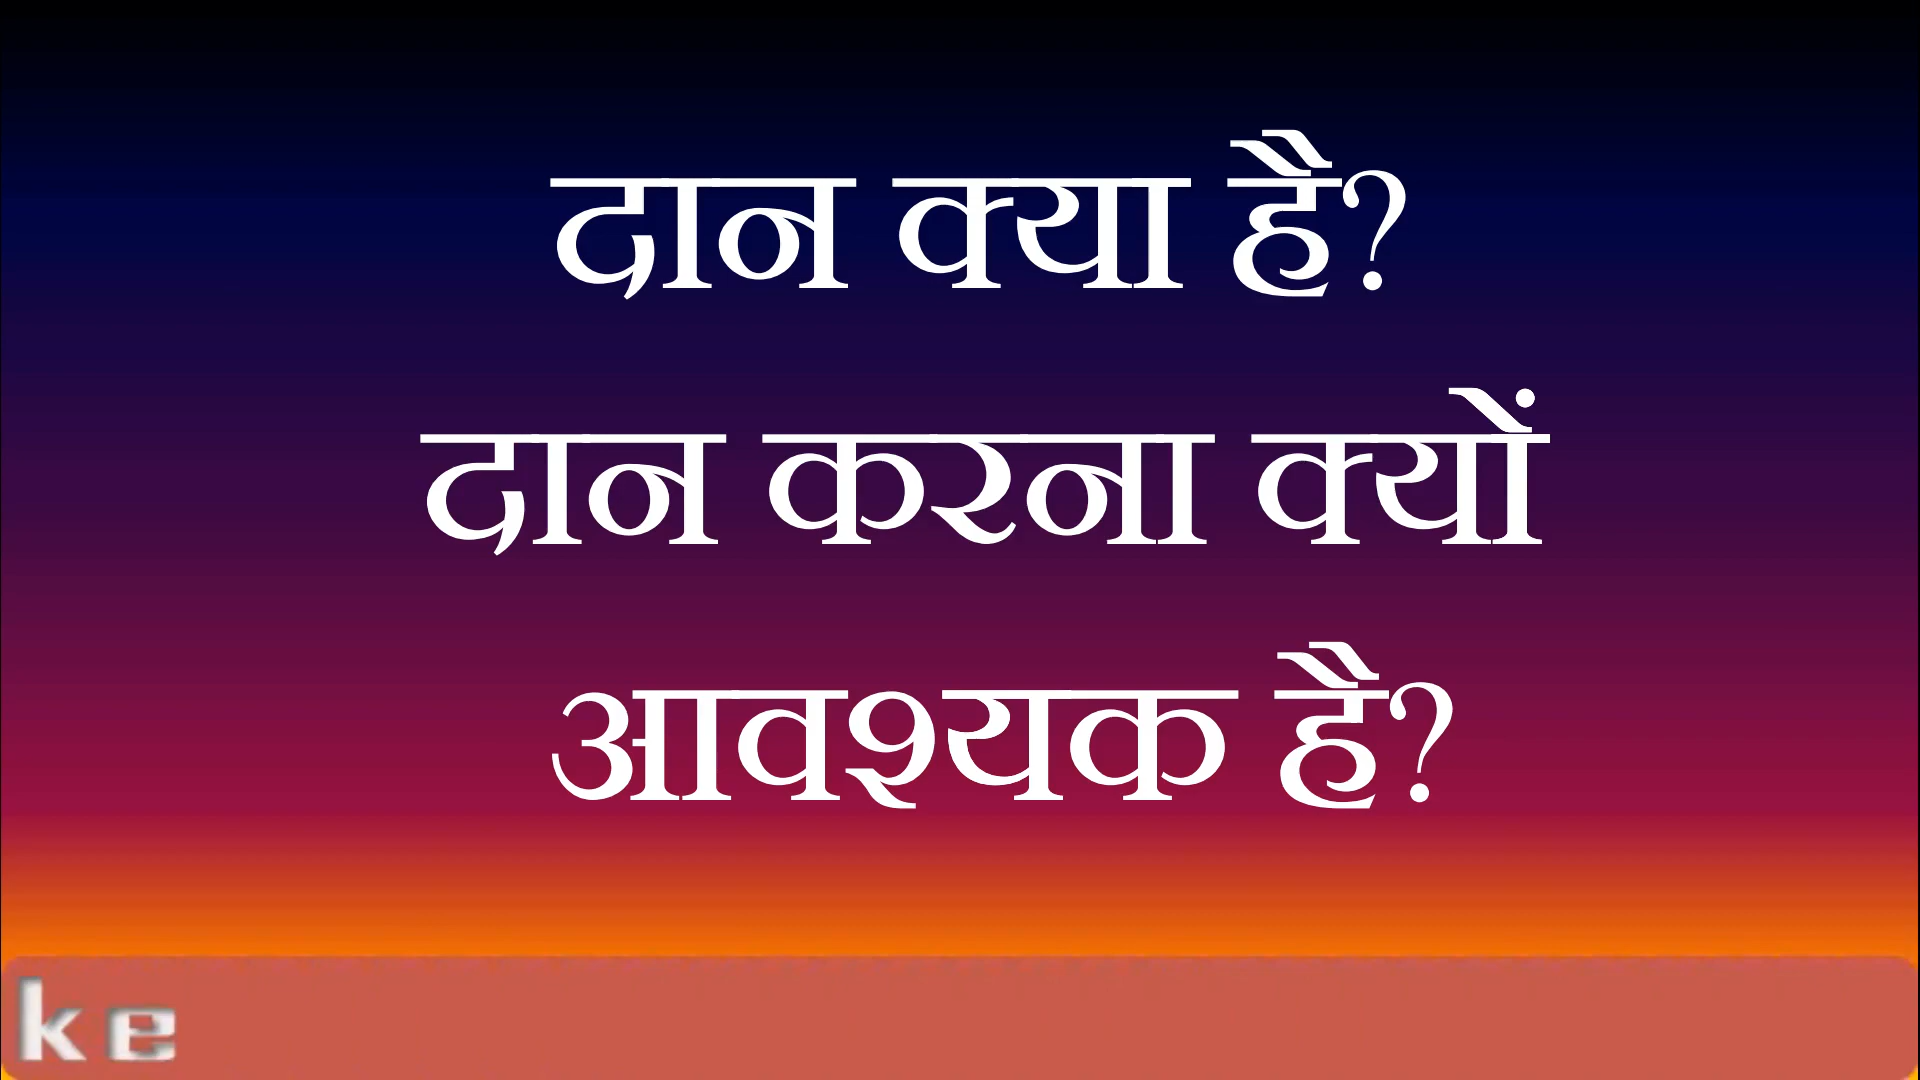 दान क्या है?
दान करना क्यों
आवश्यक है?
ke